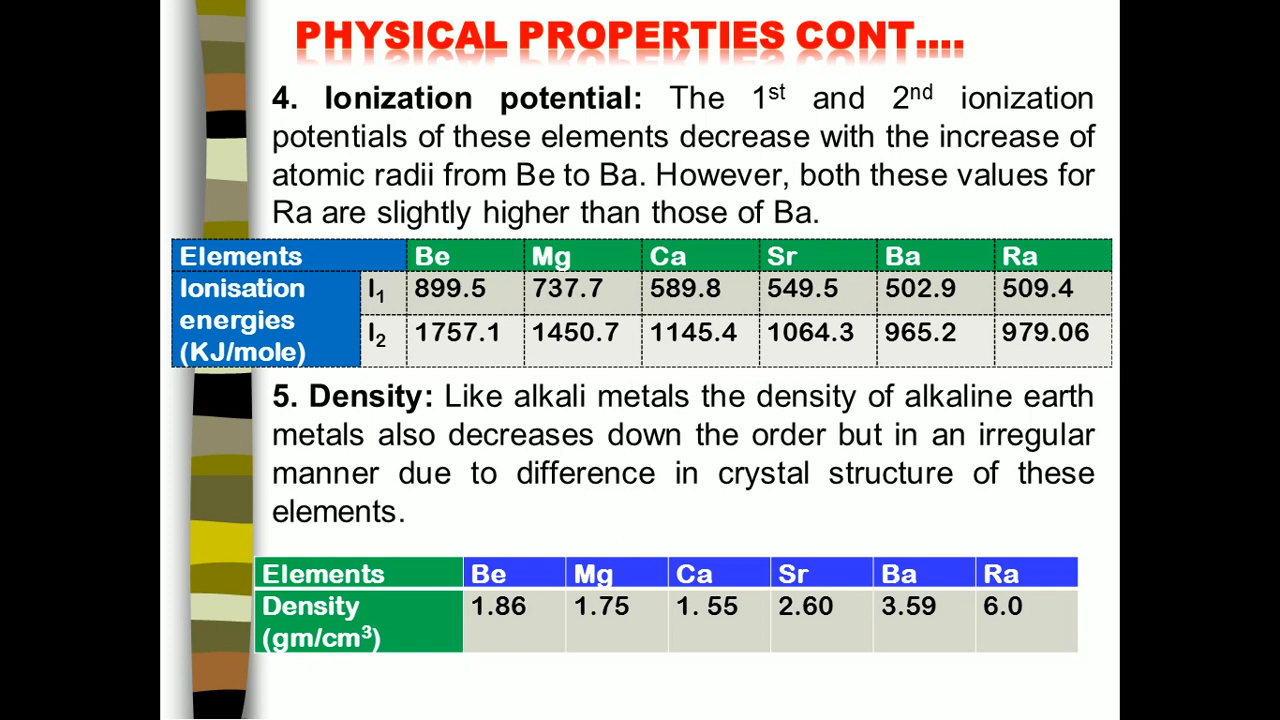 PHYSICAL PROPERTIES CONT....
4. Ionization potential: The 1st and 2nd ionization
potentials of these elements decrease with the increase of
atomic radii from Be to Ba. However, both these values for
Ra are slightly higher than those of Ba.
Elements Be Mg Ca Sr Ba Ra
Ionisation energies (KJ/mole) I1 899.5 737.7 589.8 549.5 502.9 509.4
I2 1757.1 1450.7 1145.4 1064.3 965.2 979.06
5. Density: Like alkali metals the density of alkaline earth
metals also decreases down the order but in an irregular
manner due to difference in crystal structure of these
elements.
Elements Be Mg Ca Sr Ba Ra
Density 1.86 1.75 1. 55 2.60 3.59 6.0
(gm/cm3)